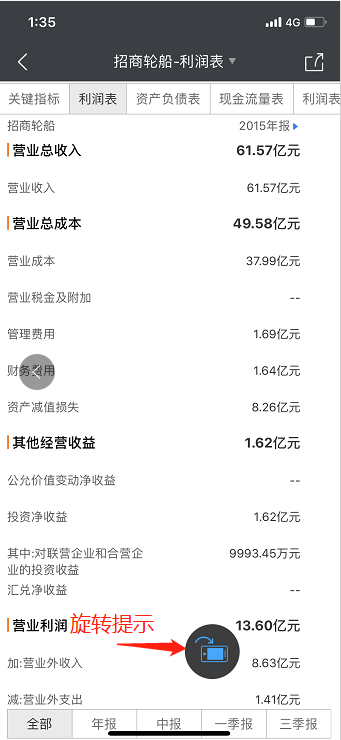 1:35
4G
招商轮船-利润表
关键指标 利润表 资产负债表 现金流量表 利润表
招商轮船 2015年报
营业总收入 61.57亿元
营业收入 61.57亿元
营业总成本 49.58亿元
营业成本 37.99亿元
营业税金及附加 --
管理费用 1.69亿元
财务费用 1.64亿元
资产减值损失 8.26亿元
其他经营收益 1.62亿元
公允价值变动净收益 --
投资净收益 1.62亿元
其中:对联营企业和合营企 9993.45万元
业的投资收益
汇兑净收益 --
营业利润 旋转提示 13.60亿元
加:营业外收入 8.63亿元
减:营业外支出 1.41亿元
全部 年报 中报 一季报 三季报